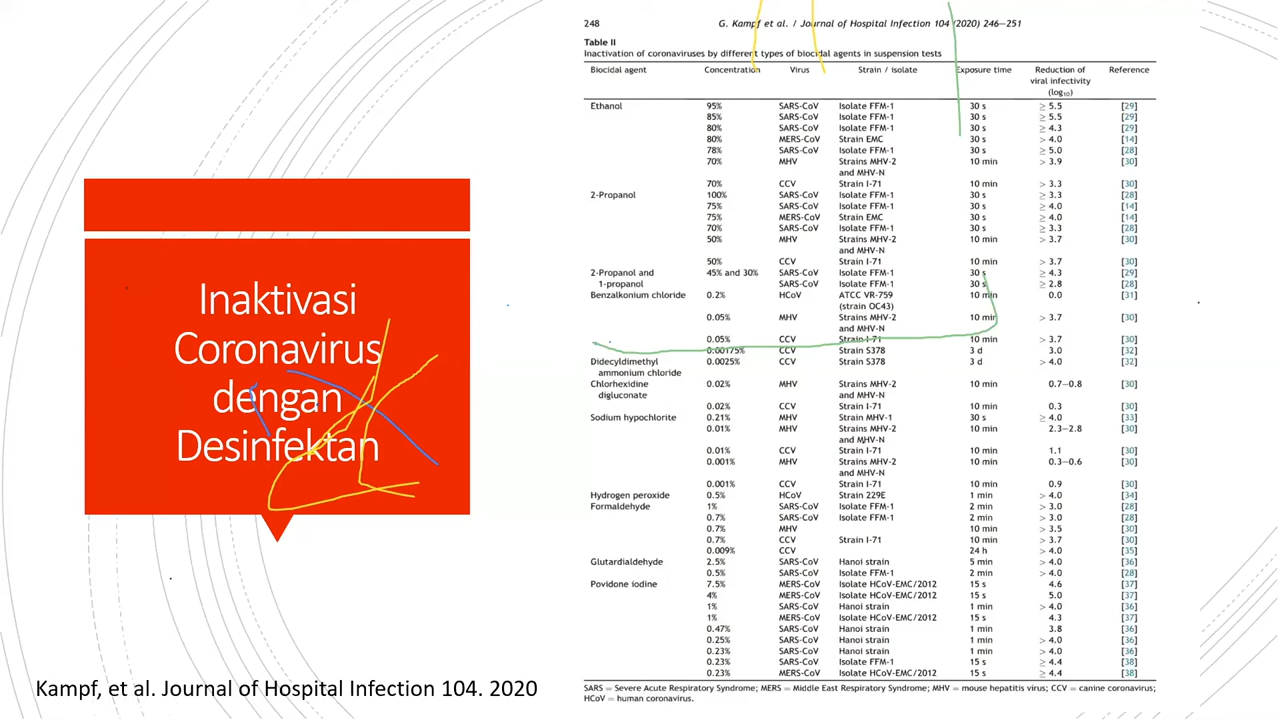 Inaktivasi
Coronavirus
dengan
Desinfektan
Kampf, et al. Journal of Hospital Infection 104. 2020
248 G. Kampf et al. / Journal of Hospital Infection 104 (2020) 246–251
Table II
Inactivation of coronaviruses by different types of biocidal agents in suspension tests
Biocidal agent Concentration Virus Strain / isolate Exposure time Reduction of Reference
viral infectivity
(log10)
Ethanol 95% SARS-CoV Isolate FFM-1 30 s ≥ 5.5 [29]
85% SARS-CoV Isolate FFM-1 30 s ≥ 5.5 [29]
80% SARS-CoV Isolate FFM-1 30 s ≥ 4.3 [29]
80% MERS-CoV Strain EMC 30 s > 4.0 [14]
78% SARS-CoV Isolate FFM-1 30 s ≥ 5.0 [28]
70% MHV Strains MHV-2 10 min > 3.9 [30]
and MHV-N
70% CCV Strain I-71 10 min > 3.3 [30]
2-Propanol 100% SARS-CoV Isolate FFM-1 30 s ≥ 3.3 [28]
75% SARS-CoV Isolate FFM-1 30 s ≥ 4.0 [14]
75% MERS-CoV Strain EMC 30 s ≥ 4.0 [14]
70% SARS-CoV Isolate FFM-1 30 s ≥ 3.3 [28]
50% MHV Strains MHV-2 10 min > 3.7 [30]
and MHV-N
50% CCV Strain I-71 10 min > 3.7 [30]
2-Propanol and 45% and 30% SARS-CoV Isolate FFM-1 30 s ≥ 4.3 [29]
1-propanol SARS-CoV Isolate FFM-1 30 s ≥ 2.8 [28]
Benzalkonium chloride 0.2% HCoV ATCC VR-759 10 min 0.0 [31]
(strain OC43)
0.05% MHV Strains MHV-2 10 min > 3.7 [30]
and MHV-N
0.05% CCV Strain I-71 10 min > 3.7 [30]
0.00175% CCV Strain S378 3 d > 3.0 [32]
Didecyldimethyl 0.0025% CCV Strain S378 3 d > 4.0 [32]
ammonium chloride
Chlorhexidine 0.02% MHV Strains MHV-2 10 min 0.7–0.8 [30]
digluconate and MHV-N
0.02% CCV Strain I-71 10 min 0.3 [30]
Sodium hypochlorite 0.21% MHV Strain MHV-1 30 s ≥ 4.0 [33]
0.01% MHV Strains MHV-2 10 min 2.3–2.8 [30]
and MHV-N
0.01% CCV Strain I-71 10 min 1.1 [30]
0.001% MHV Strains MHV-2 10 min 0.3–0.6 [30]
and MHV-N
0.001% CCV Strain I-71 10 min 0.9 [30]
Hydrogen peroxide 0.5% HCoV Strain 229E 1 min > 4.0 [34]
Formaldehyde 1% SARS-CoV Isolate FFM-1 2 min > 3.0 [28]
0.7% SARS-CoV Isolate FFM-1 2 min > 3.0 [28]
0.7% MHV 10 min > 3.5 [30]
0.7% CCV Strain I-71 10 min > 3.7 [30]
0.009% CCV 24 h > 4.0 [35]
Glutardialdehyde 2.5% SARS-CoV Hanoi strain 5 min > 4.0 [36]
0.5% SARS-CoV Isolate FFM-1 2 min > 4.0 [28]
Povidone iodine 7.5% MERS-CoV Isolate HCoV-EMC/2012 15 s 4.6 [37]
4% MERS-CoV Isolate HCoV-EMC/2012 15 s 5.0 [37]
1% SARS-CoV Hanoi strain 1 min > 4.0 [36]
1% MERS-CoV Isolate HCoV-EMC/2012 15 s 4.3 [37]
0.47% SARS-CoV Hanoi strain 1 min 3.8 [36]
0.25% SARS-CoV Hanoi strain 1 min > 4.0 [36]
0.23% SARS-CoV Hanoi strain 1 min > 4.0 [36]
0.23% SARS-CoV Isolate FFM-1 15 s ≥ 4.4 [38]
0.23% MERS-CoV Isolate HCoV-EMC/2012 15 s ≥ 4.4 [38]
SARS = Severe Acute Respiratory Syndrome; MERS = Middle East Respiratory Syndrome; MHV = mouse hepatitis virus; CCV = canine coronavirus;
HCoV = human coronavirus.